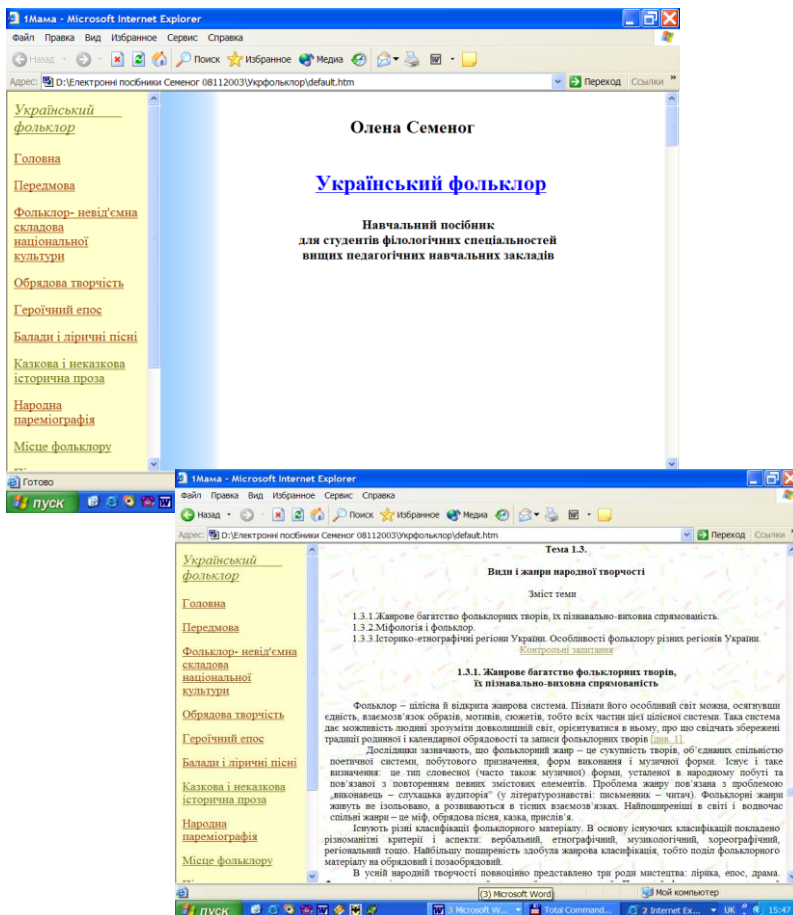 1Мама - Microsoft Internet Explorer
Файл Правка Вид Избранное Сервис Справка
Назад Поиск Избранное Медиа
Адрес: D:\Електронні посібники Семеног 08112003\Укрфольклор\default.htm Переход Ссылки »
Український
фольклор
Головна
Передмова
Фольклор- невід'ємна
складова
національної
культури
Обрядова творчість
Героїчний епос
Балади і ліричні пісні
Казкова і неказкова
історична проза
Народна
пареміографія
Місце фольклору
Олена Семеног
Український фольклор
Навчальний посібник
для студентів філологічних спеціальностей
вищих педагогічних навчальних закладів
Готово
пуск
1Мама - Microsoft Internet Explorer
Файл Правка Вид Избранное Сервис Справка
Назад Поиск Избранное Медиа
Адрес: D:\Електронні посібники Семеног 08112003\Укрфольклор\default.htm Переход Ссылки »
Український
фольклор
Головна
Передмова
Фольклор- невід'ємна
складова
національної
культури
Обрядова творчість
Героїчний епос
Балади і ліричні пісні
Казкова і неказкова
історична проза
Народна
пареміографія
Місце фольклору
Тема 1.3.
Види і жанри народної творчості
Зміст теми
1.3.1.Жанрове багатство фольклорних творів, їх пізнавально-виховна спрямованість.
1.3.2.Міфологія і фольклор.
1.3.3.Історико-етнографічні регіони України. Особливості фольклору різних регіонів України.
Контрольні запитання
1.3.1. Жанрове багатство фольклорних творів,
їх пізнавально-виховна спрямованість
Фольклор – цілісна й відкрита жанрова система. Пізнати його особливий світ можна, осягнувши
єдність, взаємозв'язок образів, мотивів, сюжетів, тобто всіх частин цієї цілісної системи. Така система
дає можливість людині зрозуміти довколишній світ, орієнтуватися в ньому, про що свідчать збережені
традиції родинної і календарної обрядовості та записи фольклорних творів [див. 1].
Дослідники зазначають, що фольклорний жанр – це сукупність творів, об'єднаних спільністю
поетичної системи, побутового призначення, форм виконання і музичної форми. Існує і таке
визначення: це тип словесної (часто також музичної) форми, усталеної в народному побуті та
пов'язаної з повторенням певних змістових елементів. Проблема жанру пов'язана з проблемою
„виконавець – слухацька аудиторія" (у літературознавстві: письменник – читач). Фольклорні жанри
живуть не ізольовано, а розвиваються в тісних взаємозв'язках. Найпоширеніші в світі і водночас
спільні жанри – це міф, обрядова пісня, казка, прислів'я.
Існують різні класифікації фольклорного матеріалу. В основу існуючих класифікацій покладено
різноманітні критерії і аспекти: вербальний, етнографічний, музикологічний, хореографічний,
регіональний тощо. Найбільшу поширеність здобула жанрова класифікація, тобто поділ фольклорного
матеріалу на обрядовий і позаобрядовий.
В усній народній творчості повноцінно представлено три роди мистецтва: лірика, епос, драма.
(3) Microsoft Word
Мой компьютер
пуск 3 Microsoft W... Total Command... 2 Internet Ex... UK 15:47